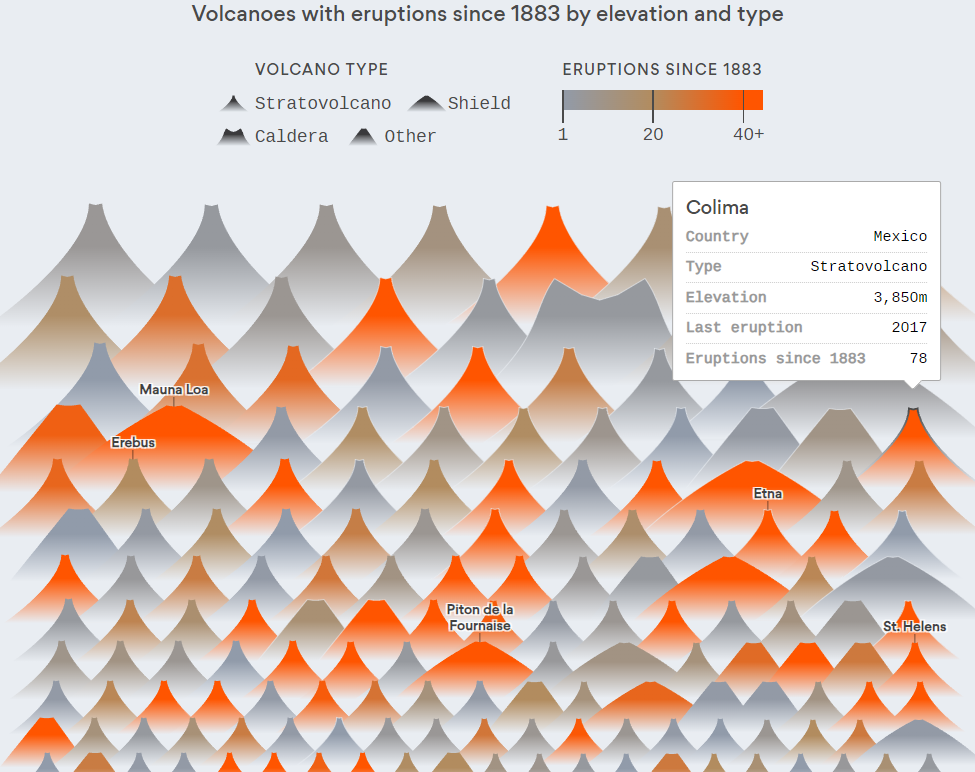 Volcanoes with eruptions since 1883 by elevation and type
VOLCANO TYPE
Stratovolcano
Shield
Caldera
Other
ERUPTIONS SINCE 1883
1 20 40+
Colima
Country Mexico
Type Stratovolcano
Elevation 3,850m
Last eruption 2017
Eruptions since 1883 78
Mauna Loa
Erebus
Etna
Piton de la
Fournaise
St. Helens